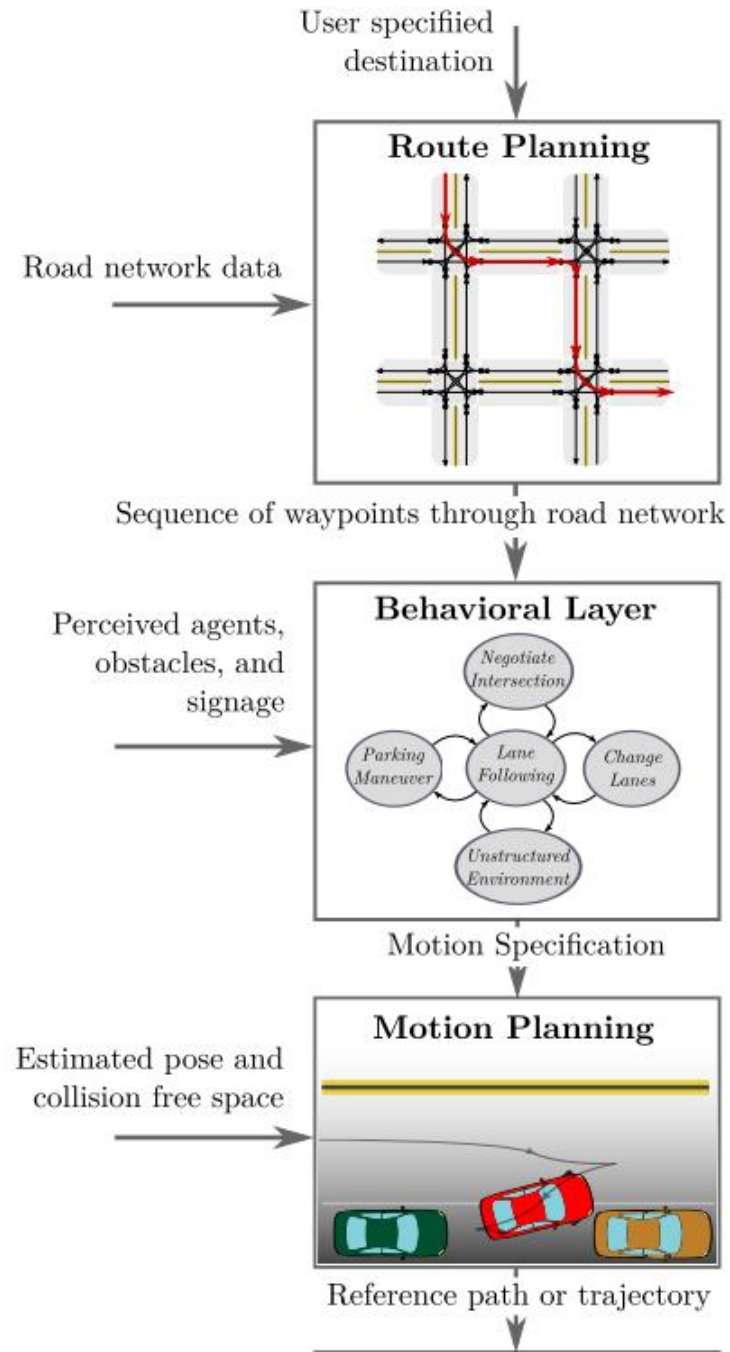 User specifiied
destination
Route Planning
Road network data
Sequence of waypoints through road network
Behavioral Layer
Perceived agents,
obstacles, and
signage
Negotiate
Intersection
Parking
Maneuver
Lane
Following
Change
Lanes
Unstructured
Environment
Motion Specification
Motion Planning
Estimated pose and
collision free space
Reference path or trajectory